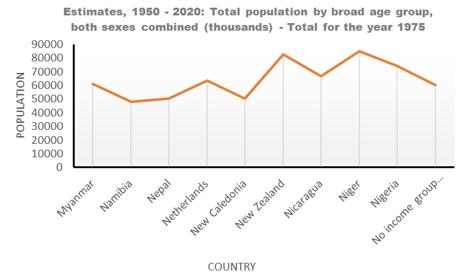 Estimates, 1950 - 2020: Total population by broad age group,
both sexes combined (thousands) - Total for the year 1975
90000
80000
70000
60000
50000
40000
30000
20000
10000
0
POPULATION
Myanmar
Namibia
Nepal
Netherlands
New Caledonia
New Zealand
Nicaragua
Niger
Nigeria
No income group...
COUNTRY